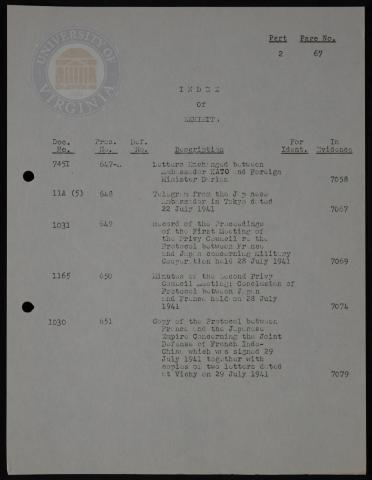 UNIVERSITY OF VIRGINIA
Part Page No.
2 67
INDEX
Of
EXHIBITS
Doc. No. Pros. No. Def. No. Description For Ident. In Evidence
7451 647-A Letters Exchanged between
Ambassador KATO and Foreign
Minister Darlan 7058
11A (5) 648 Telegram from the Japanese
Ambassador in Tokyo dated
22 July 1941 7067
1031 649 Record of the Proceedings
of the First Meeting of
the Privy Council re the
Protocol between France
and Japan concerning Military
Cooperation held 28 July 1941 7069
1165 650 Minutes of the Second Privy
Council Meeting; Conclusion of
Protocol between Japan
and France held on 28 July
1941 7074
1030 651 Copy of the Protocol between
France and the Japanese
Empire Concerning the Joint
Defense of French Indo-
China which was signed 29
July 1941 together with
copies of two letters dated
at Vichy on 29 July 1941 7079